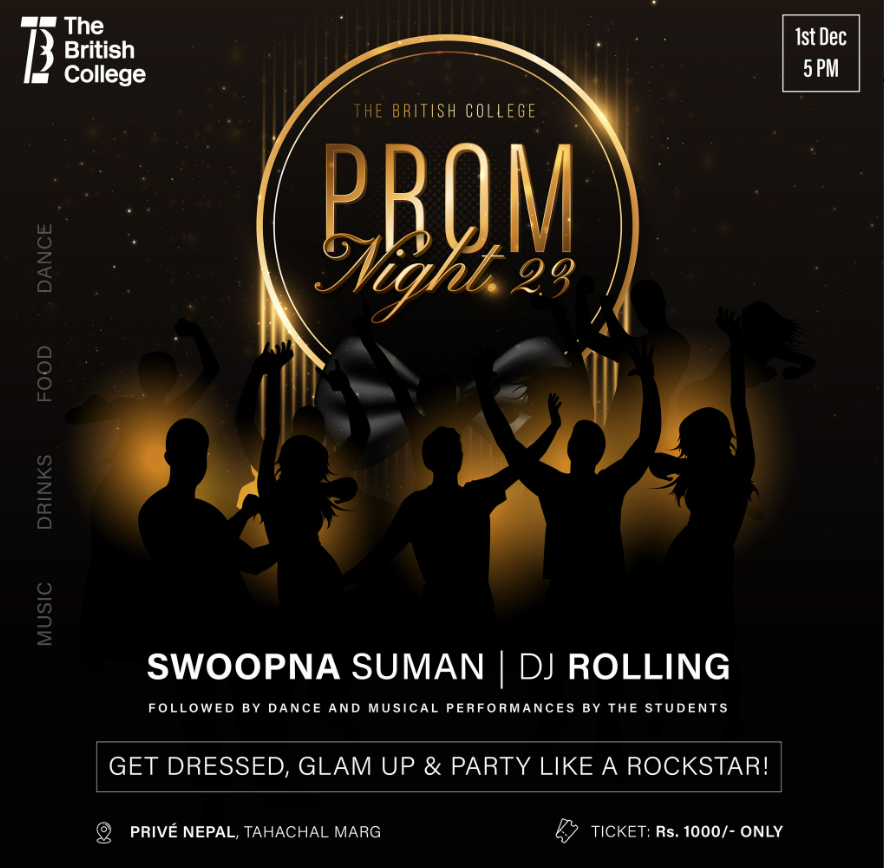 The
British
College
1st Dec
5 PM
THE BRITISH COLLEGE
PROM
Night. 23
DANCE
FOOD
DRINKS
MUSIC
SWOOPNA SUMAN | DJ ROLLING
FOLLOWED BY DANCE AND MUSICAL PERFORMANCES BY THE STUDENTS
GET DRESSED, GLAM UP & PARTY LIKE A ROCKSTAR!
PRIVÉ NEPAL, TAHACHAL MARG
TICKET: Rs. 1000/- ONLY